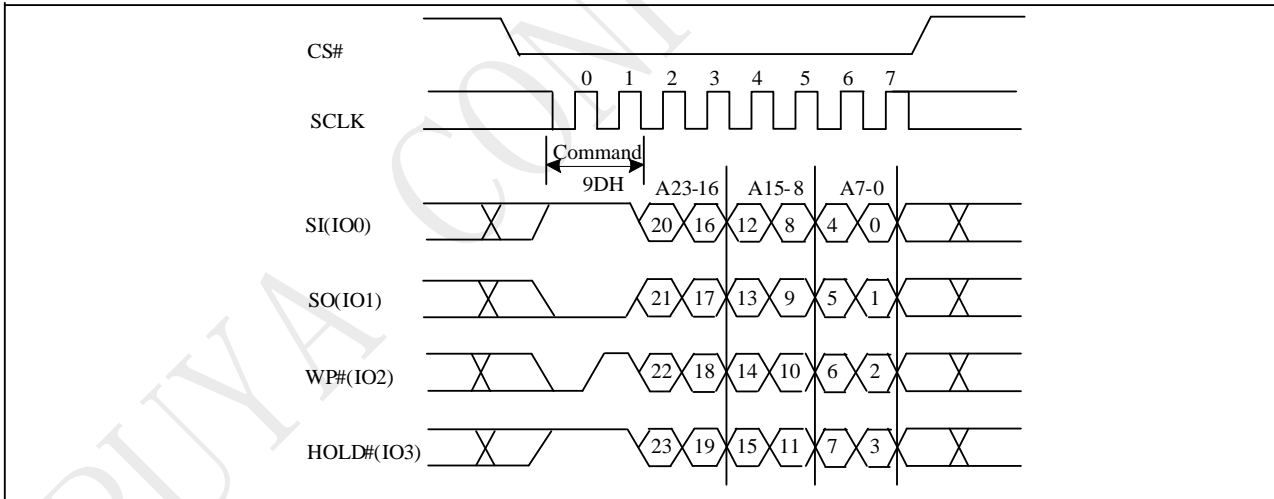 CS#
0 1 2 3 4 5 6 7
SCLK
Command
9DH
A23-16 A15-8 A7-0
SI(IO0)
20 16 12 8 4 0
SO(IO1)
21 17 13 9 5 1
WP#(IO2)
22 18 14 10 6 2
HOLD#(IO3)
23 19 15 11 7 3
PUYA CONF